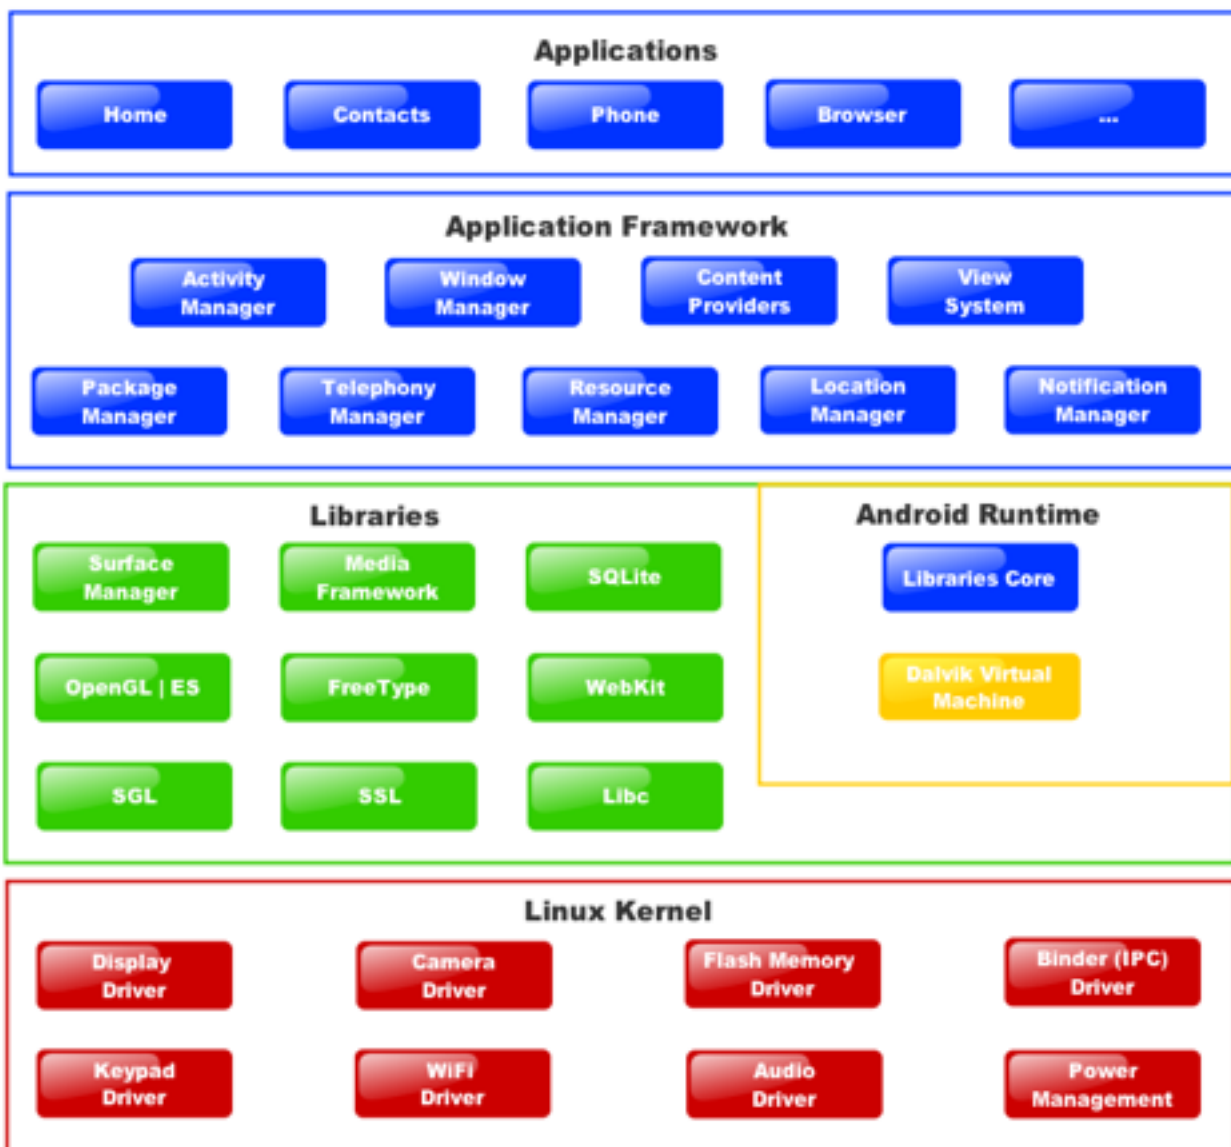 Applications
Home
Contacts
Phone
Browser
...
Application Framework
Activity
Manager
Window
Manager
Content
Providers
View
System
Package
Manager
Telephony
Manager
Resource
Manager
Location
Manager
Notification
Manager
Libraries
Surface
Manager
Media
Framework
SQLite
OpenGL | ES
FreeType
WebKit
SGL
SSL
Libc
Android Runtime
Libraries Core
Dalvik Virtual
Machine
Linux Kernel
Display
Driver
Camera
Driver
Flash Memory
Driver
Binder (IPC)
Driver
Keypad
Driver
WiFi
Driver
Audio
Driver
Power
Management